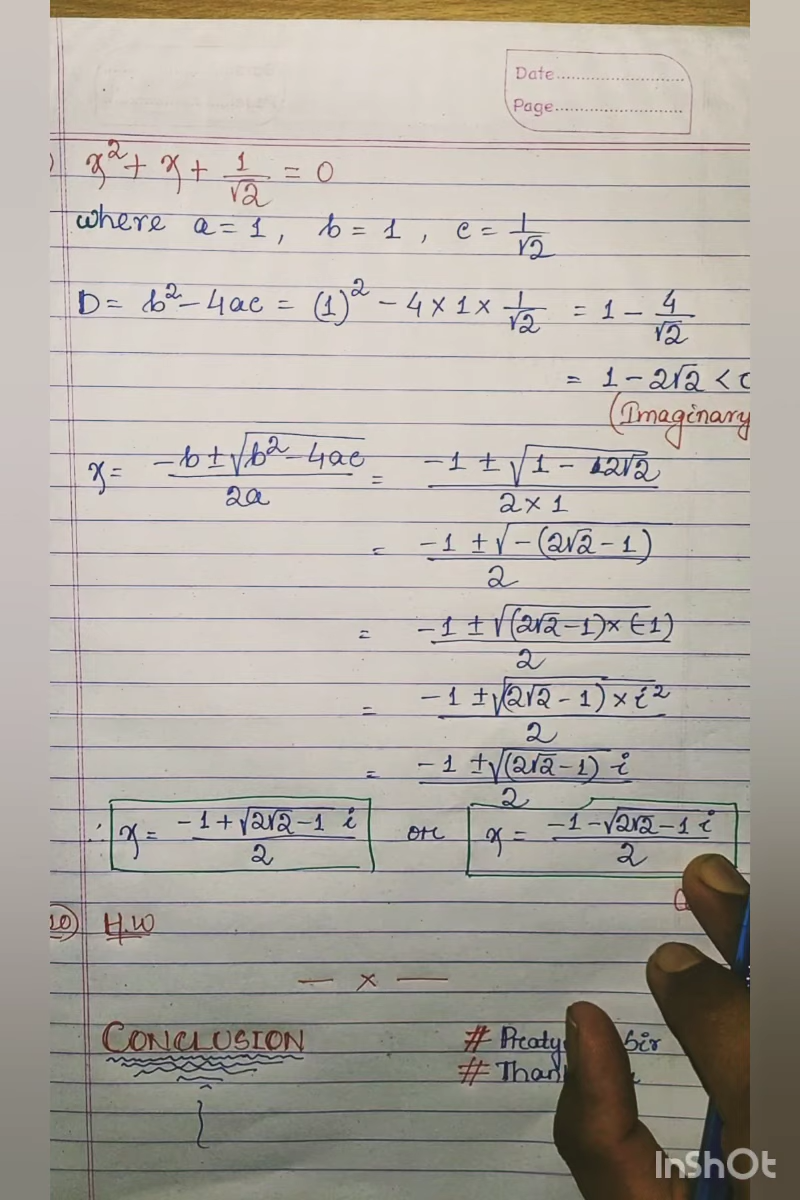 Date..............................
Page..............................
) x² + x + 1/√2 = 0
where a = 1, b = 1, c = 1/√2
D = b² - 4ac = (1)² - 4 × 1 × 1/√2 = 1 - 4/√2
= 1 - 2√2 <
(Imaginary
x = (-b ± √(b² - 4ac))/2a = (-1 ± √(1 - 2√2))/(2 × 1)
= (-1 ± √(-(2√2 - 1)))/2
= (-1 ± √((2√2 - 1) × (-1)))/2
= (-1 ± √((2√2 - 1) × i²))/2
= (-1 ± √(2√2 - 1) i)/2
∴ x = (-1 + √(2√2 - 1) i)/2 or x = (-1 - √(2√2 - 1) i)/2
10) H.W
— × —
CONCLUSION
#
#
InShOt